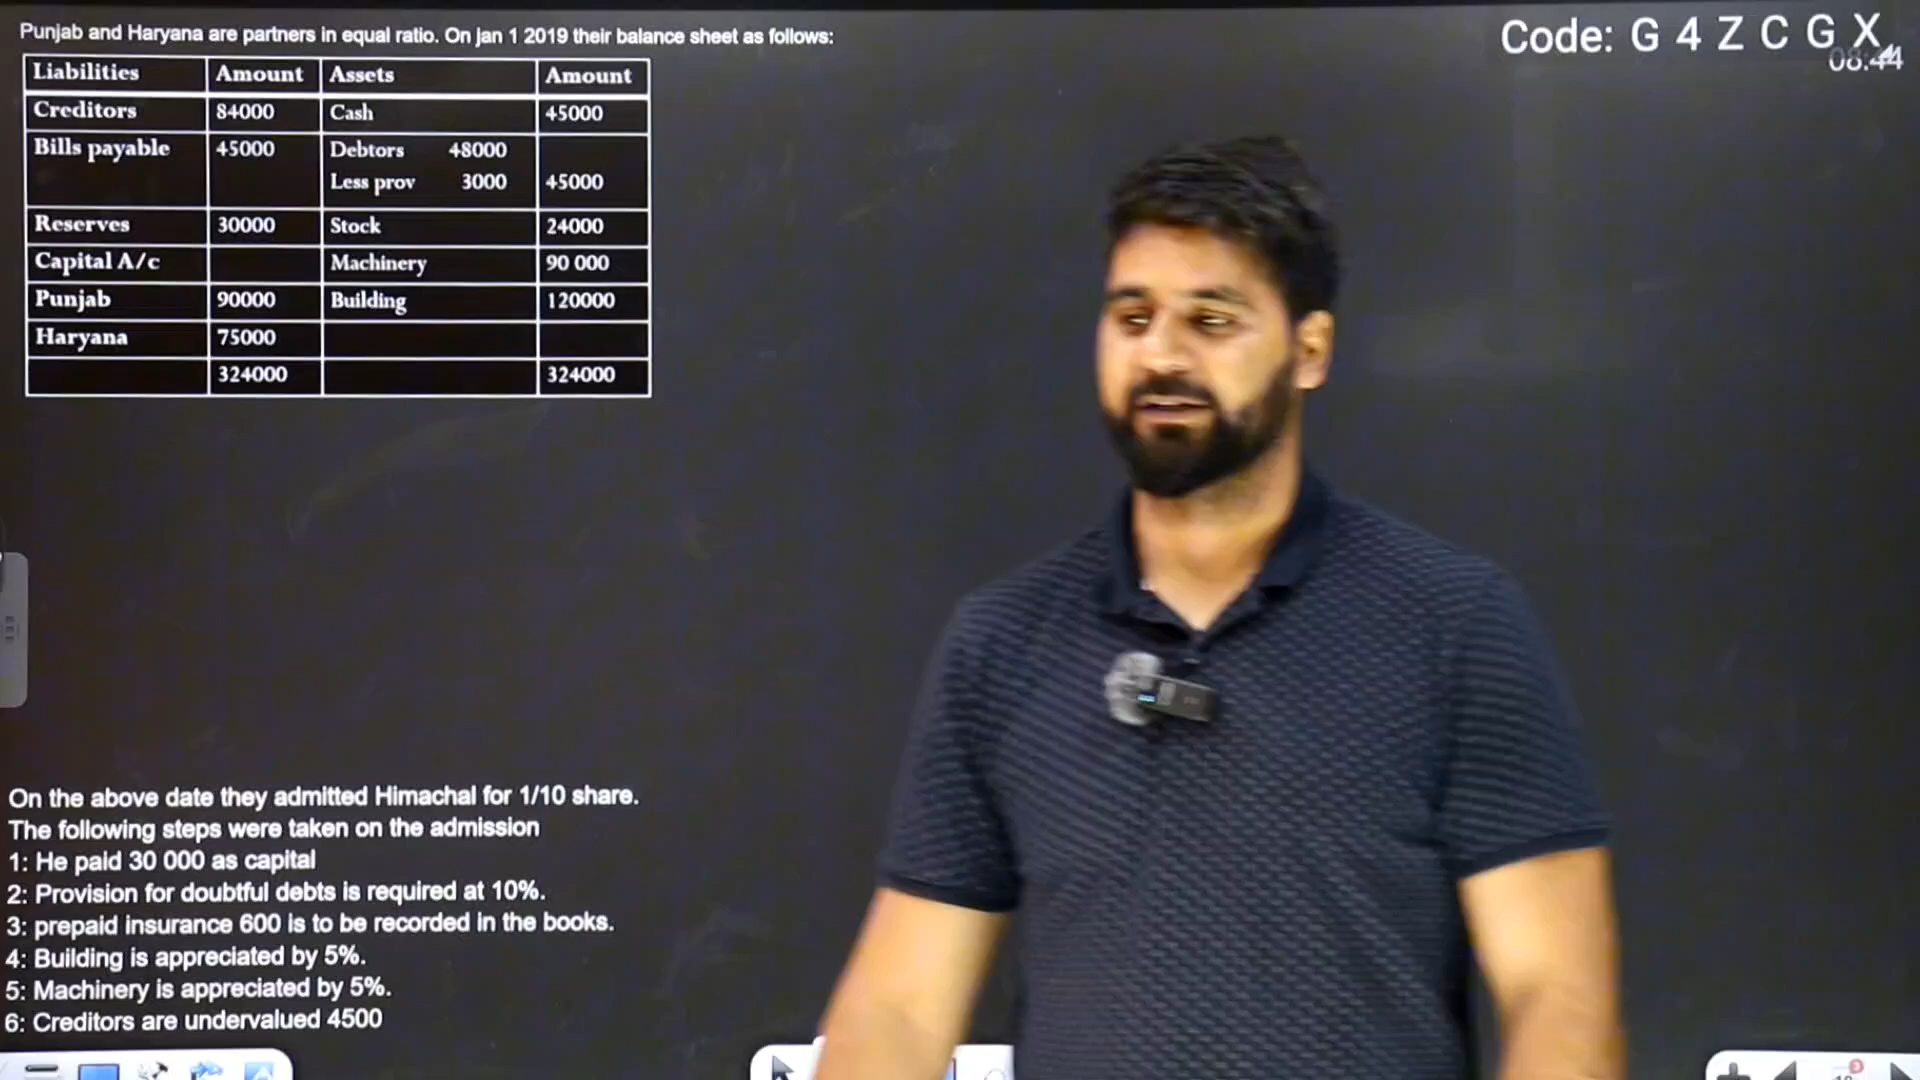 Punjab and Haryana are partners in equal ratio. On jan 1 2019 their balance sheet as follows:
Code: G 4 Z C G X
08:44
Liabilities Amount Assets Amount
Creditors 84000 Cash 45000
Bills payable 45000 Debtors 48000
Less prov 3000 45000
Reserves 30000 Stock 24000
Capital A/c Machinery 90 000
Punjab 90000 Building 120000
Haryana 75000
324000 324000
On the above date they admitted Himachal for 1/10 share.
The following steps were taken on the admission
1: He paid 30 000 as capital
2: Provision for doubtful debts is required at 10%.
3: prepaid insurance 600 is to be recorded in the books.
4: Building is appreciated by 5%.
5: Machinery is appreciated by 5%.
6: Creditors are undervalued 4500